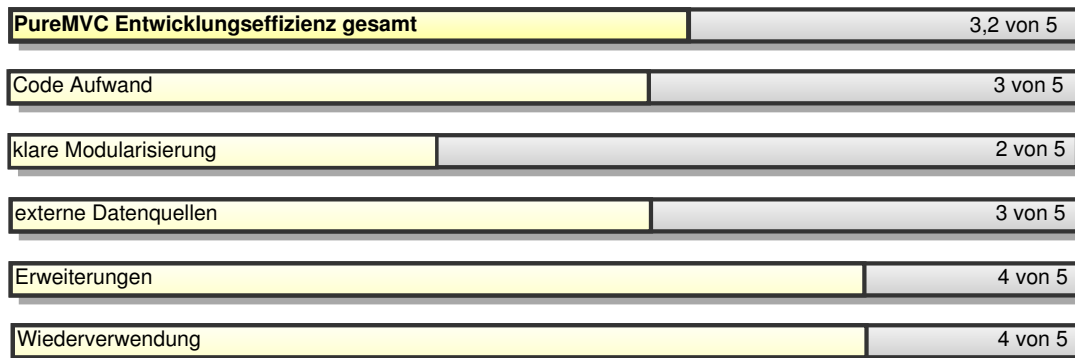 PureMVC Entwicklungseffizienz gesamt 3,2 von 5
Code Aufwand 3 von 5
klare Modularisierung 2 von 5
externe Datenquellen 3 von 5
Erweiterungen 4 von 5
Wiederverwendung 4 von 5